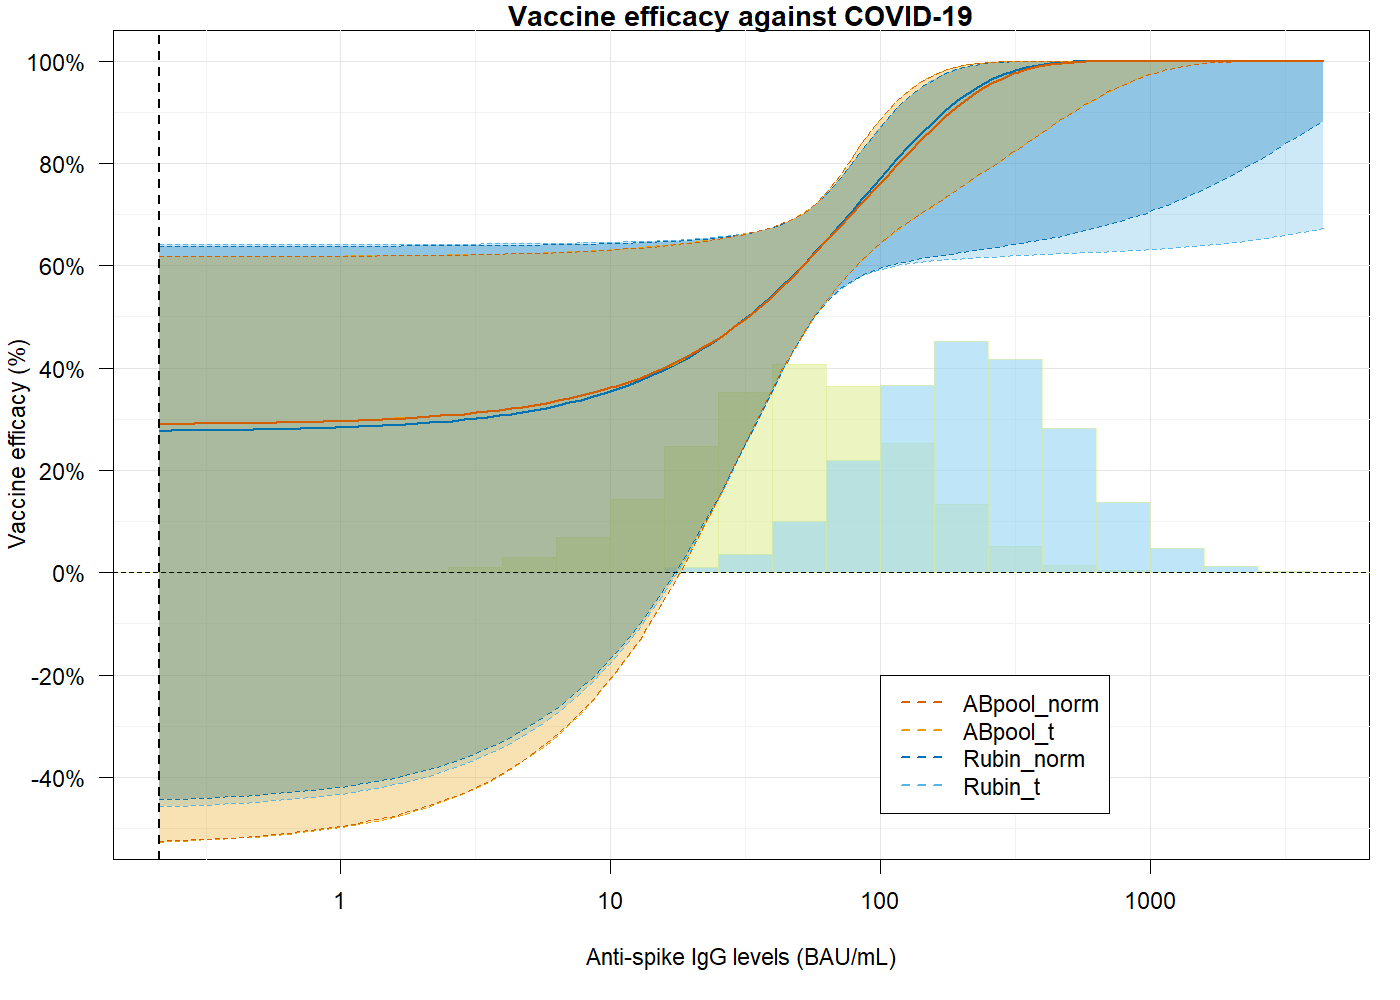 Vaccine efficacy against COVID-19
Vaccine efficacy (%)
100%
80%
60%
40%
20%
0%
-20%
-40%
ABpool_norm
ABpool_t
Rubin_norm
Rubin_t
1
10
100
1000
Anti-spike IgG levels (BAU/mL)